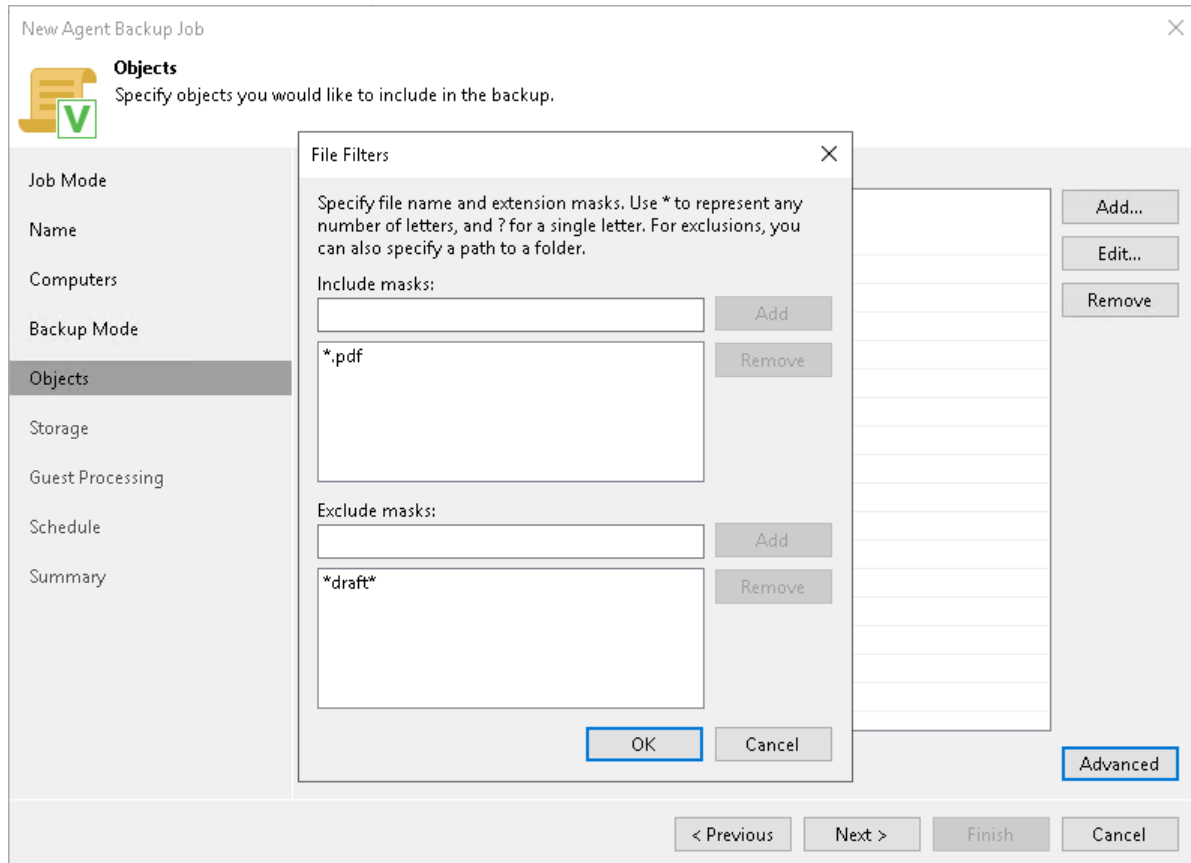 New Agent Backup Job
Objects
Specify objects you would like to include in the backup.
V
Job Mode
Name
Computers
Backup Mode
Objects
Storage
Guest Processing
Schedule
Summary
File Filters
Specify file name and extension masks. Use * to represent any
number of letters, and ? for a single letter. For exclusions, you
can also specify a path to a folder.
Include masks:
Add
*.pdf
Remove
Exclude masks:
Add
*draft*
Remove
OK
Cancel
Add...
Edit...
Remove
Advanced
< Previous
Next >
Finish
Cancel